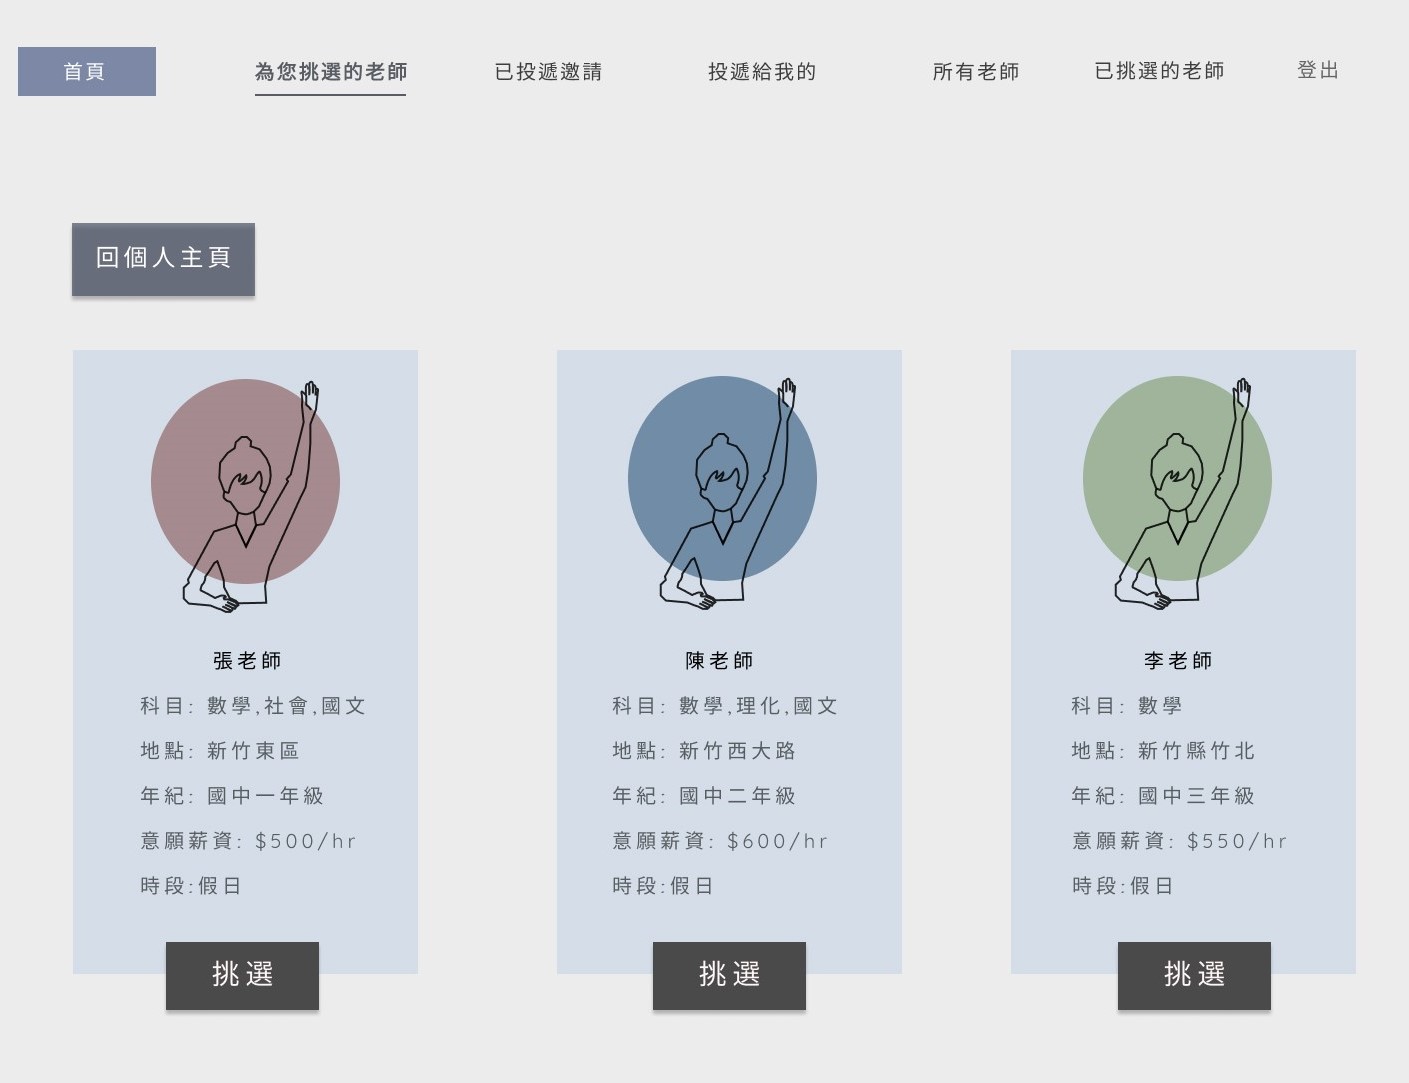 首頁
為您挑選的老師
已投遞邀請
投遞給我的
所有老師
已挑選的老師
登出
回個人主頁
張老師
科目: 數學,社會,國文
地點: 新竹東區
年紀: 國中一年級
意願薪資: $500/hr
時段:假日
挑選
陳老師
科目: 數學,理化,國文
地點: 新竹西大路
年紀: 國中二年級
意願薪資: $600/hr
時段:假日
挑選
李老師
科目: 數學
地點: 新竹縣竹北
年紀: 國中三年級
意願薪資: $550/hr
時段:假日
挑選